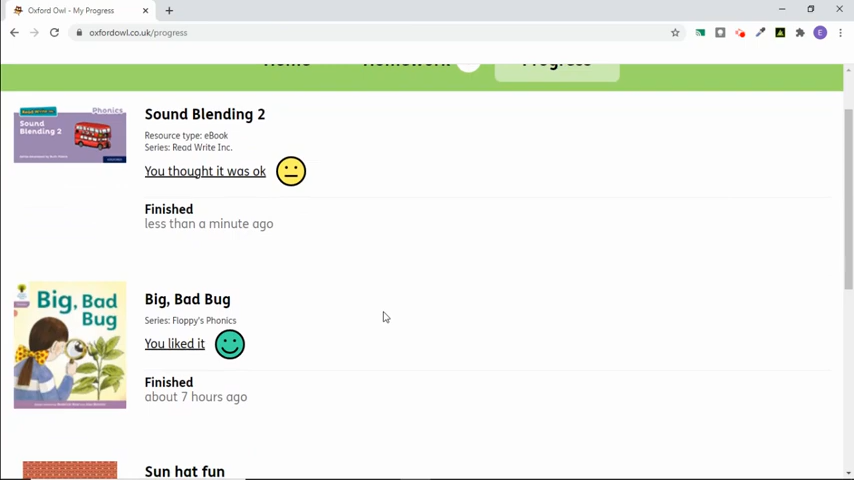 Oxford Owl - My Progress
oxfordowl.co.uk/progress
E
Home
Homework
Progress
Phonics
Sound
Blending 2
Sound Blending 2
Resource type: eBook
Series: Read Write Inc.
You thought it was ok
Finished
less than a minute ago
Big, Bad
Bug
Big, Bad Bug
Series: Floppy's Phonics
You liked it
Finished
about 7 hours ago
Sun hat fun